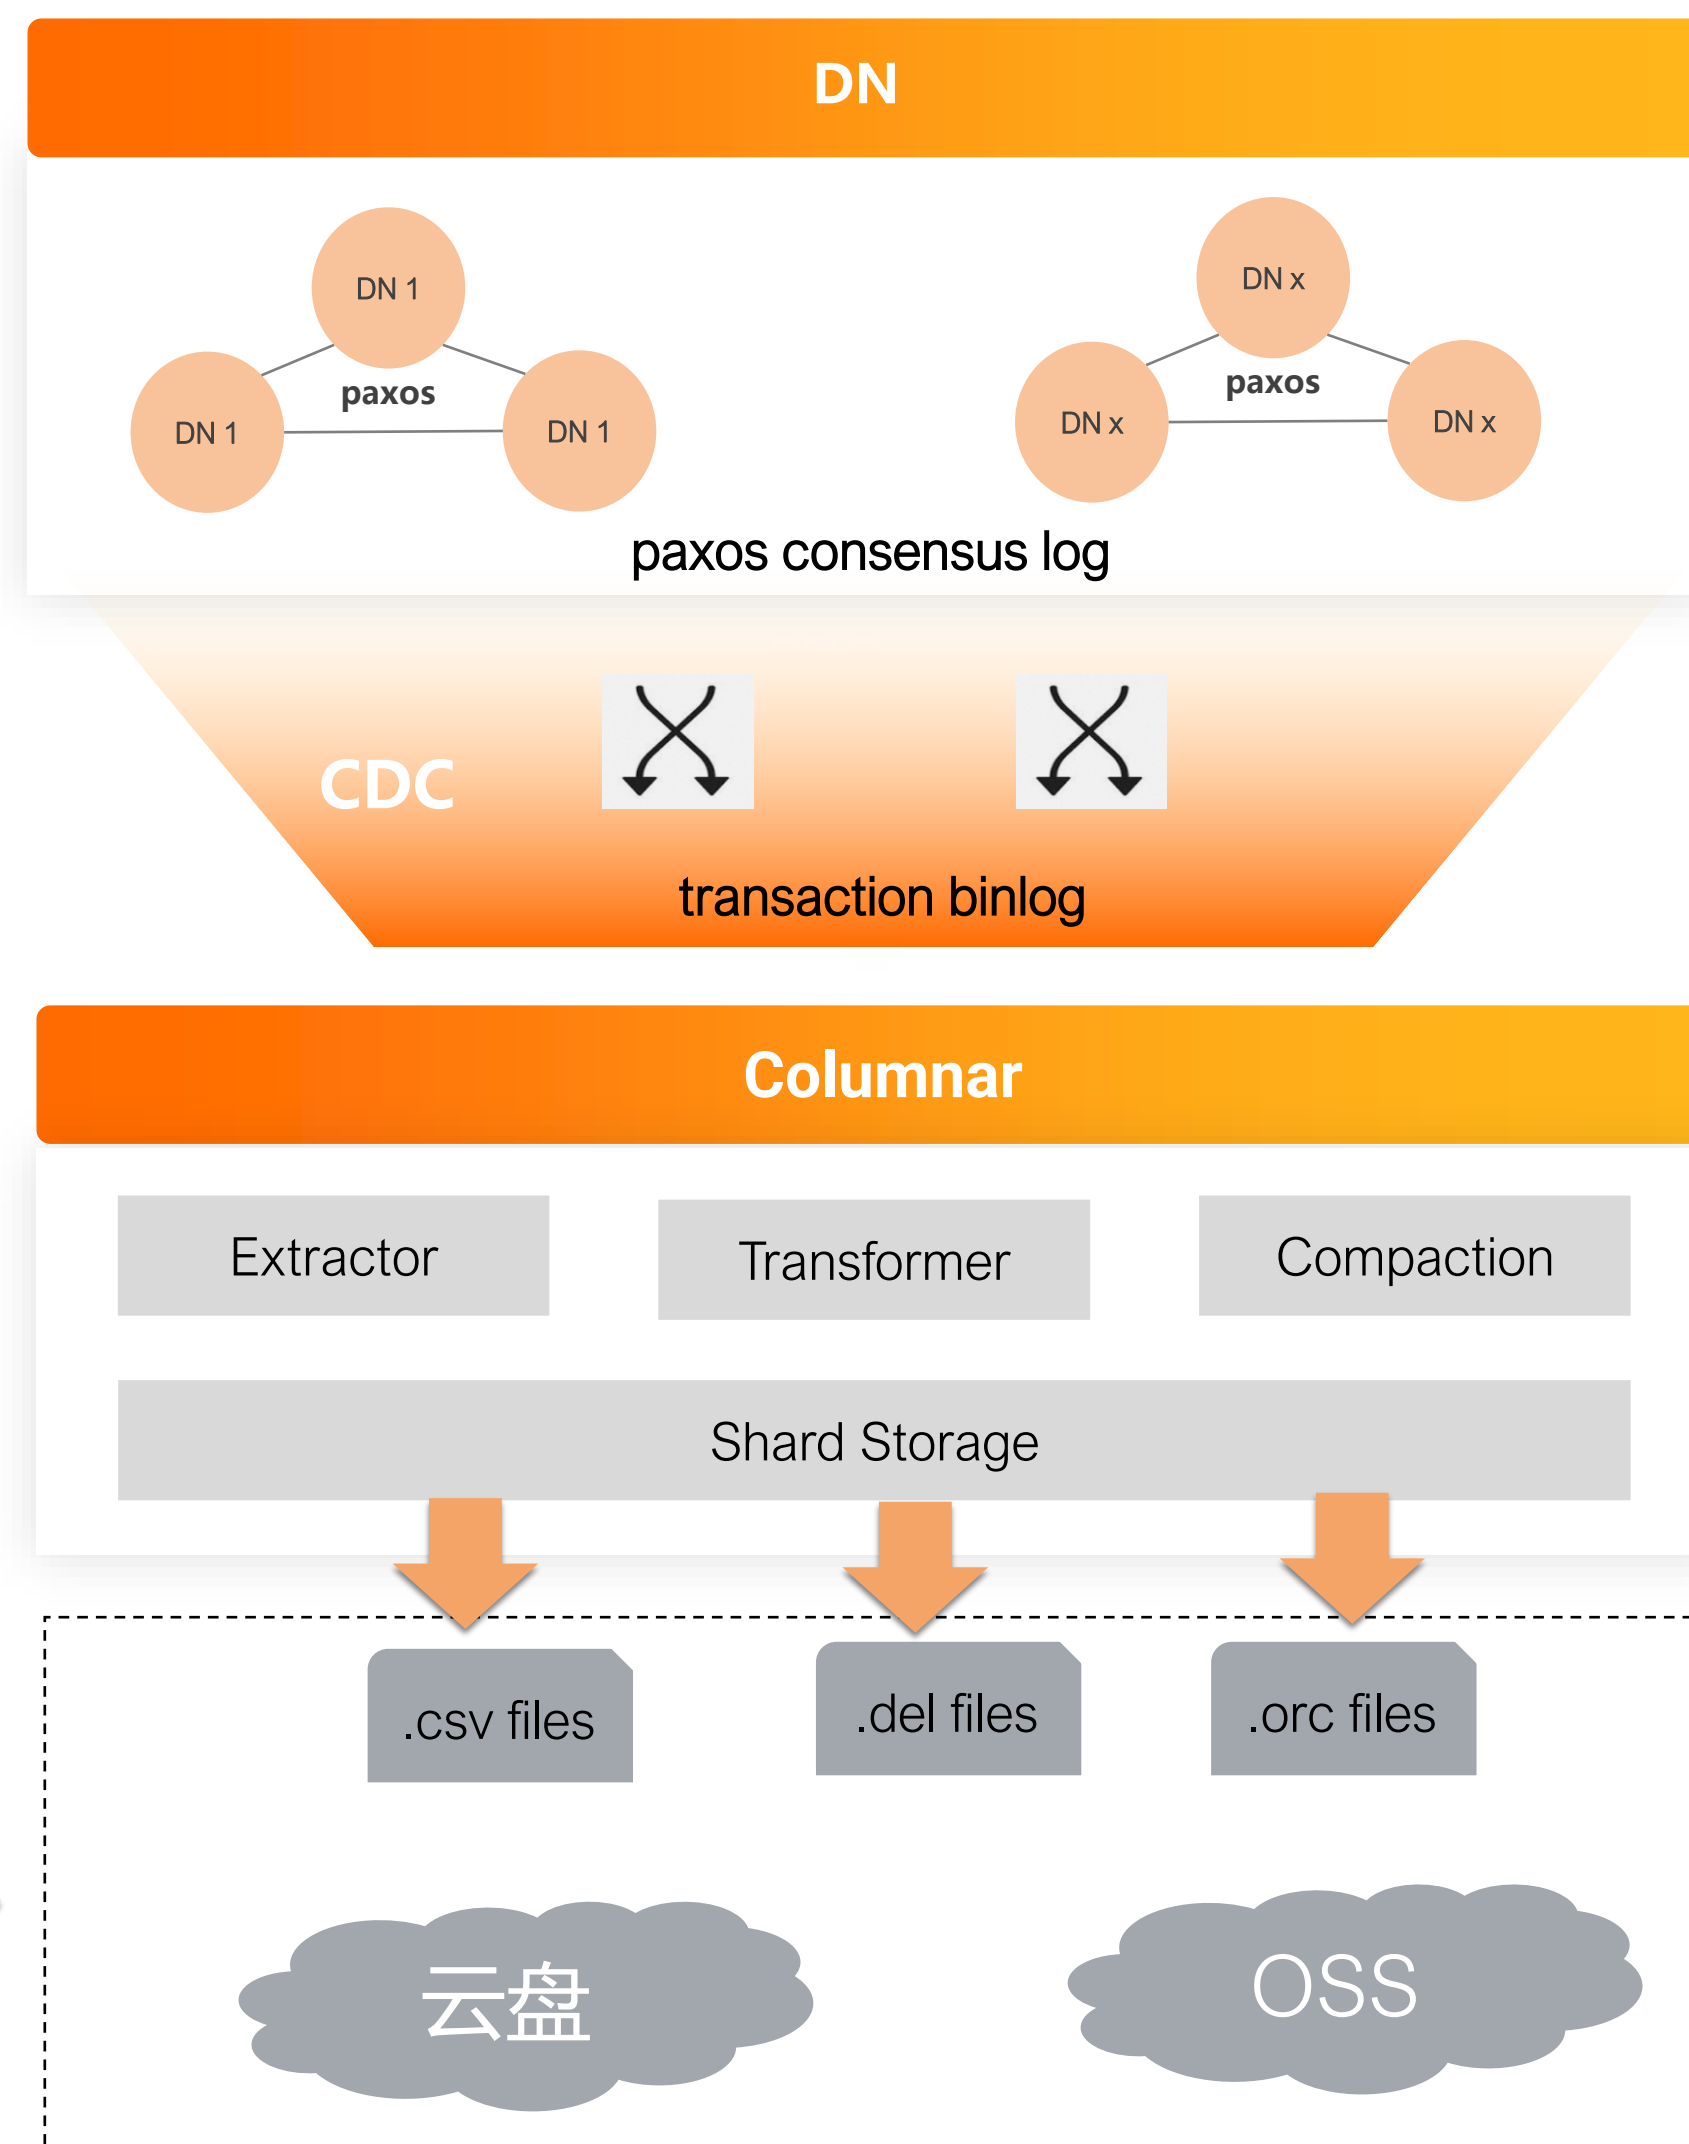 DN
DN 1
DN x
paxos
paxos
DN 1
DN 1
DN x
DN x
paxos consensus log
CDC
transaction binlog
Columnar
Extractor
Transformer
Compaction
Shard Storage
.csv files
.del files
.orc files
云盘
OSS